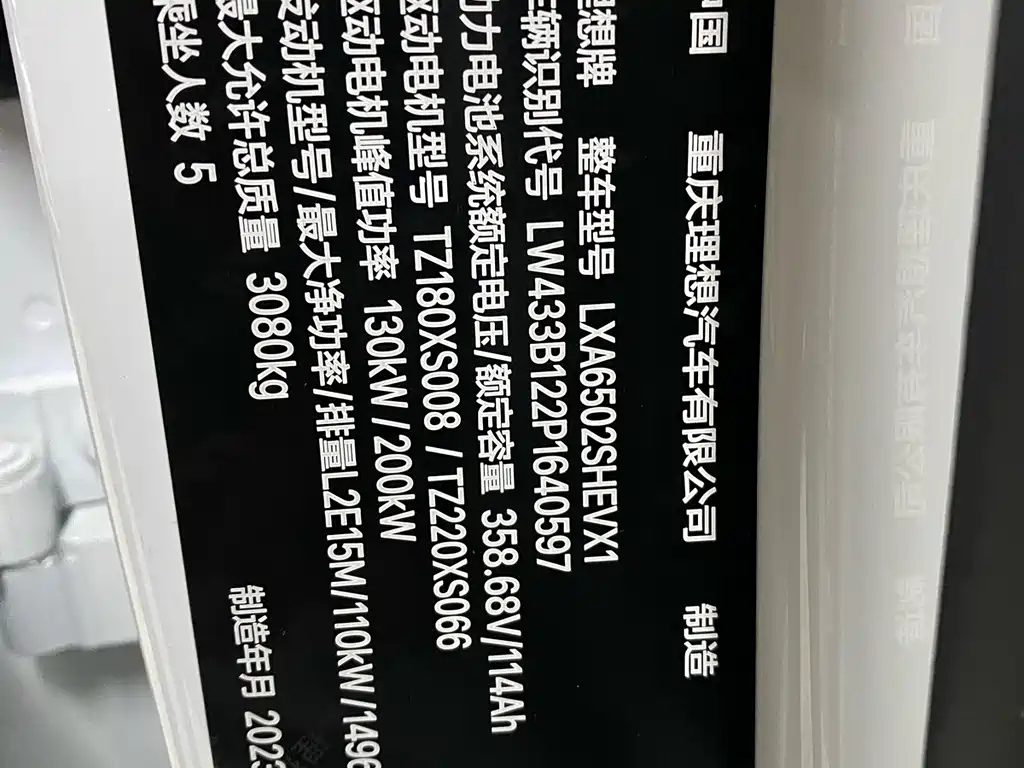 中国 重庆理想汽车有限公司 制造
理想牌 整车型号 LXA6502SHEVX1
车辆识别代号 LW433B122P1640597
动力电池系统额定电压/额定容量 358.68V/114Ah
驱动电机型号 TZ180XS008 / TZ220XS066
驱动电机峰值功率 130kW / 200kW
发动机型号/最大净功率/排量L2E15M/110kW/1496
最大允许总质量 3080kg
乘坐人数 5
制造年月 2023